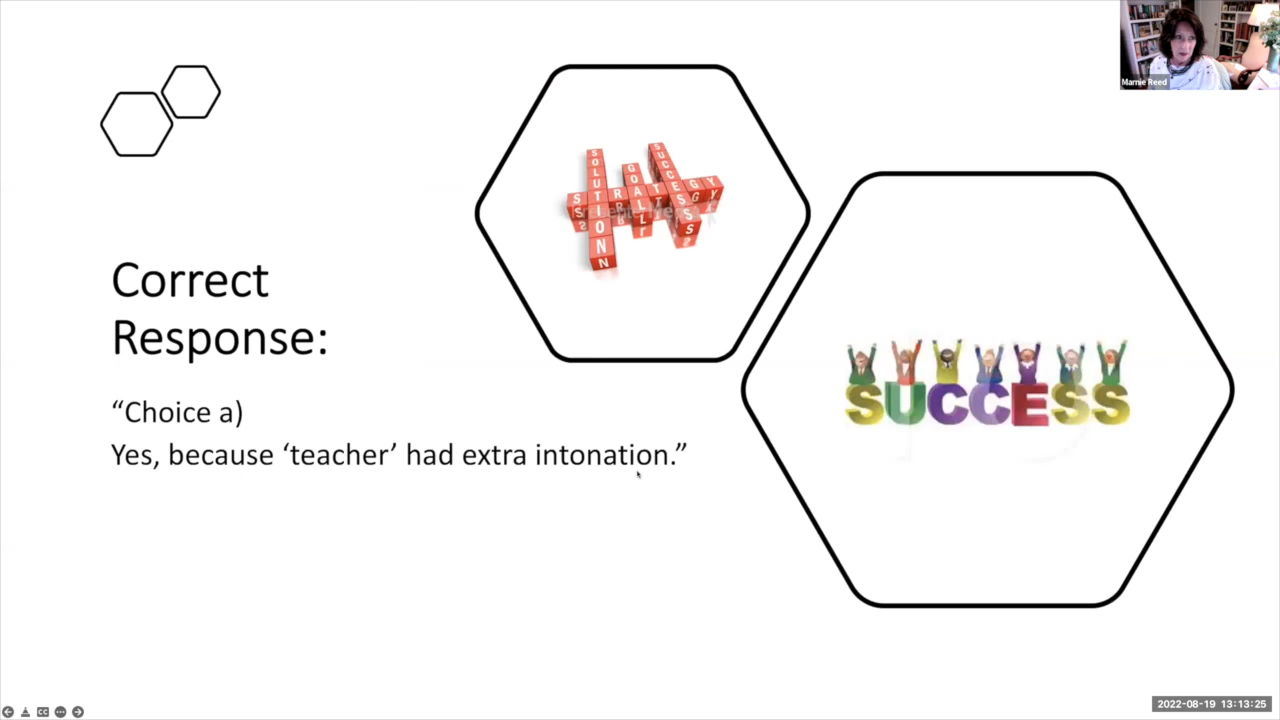 Marnie Reed
SOLUTION
GOAL
SUCCESS
STRATEGY
Correct
Response:
SUCCESS
“Choice a)
Yes, because ‘teacher’ had extra intonation.”
CC
2022-08-19 13:13:25